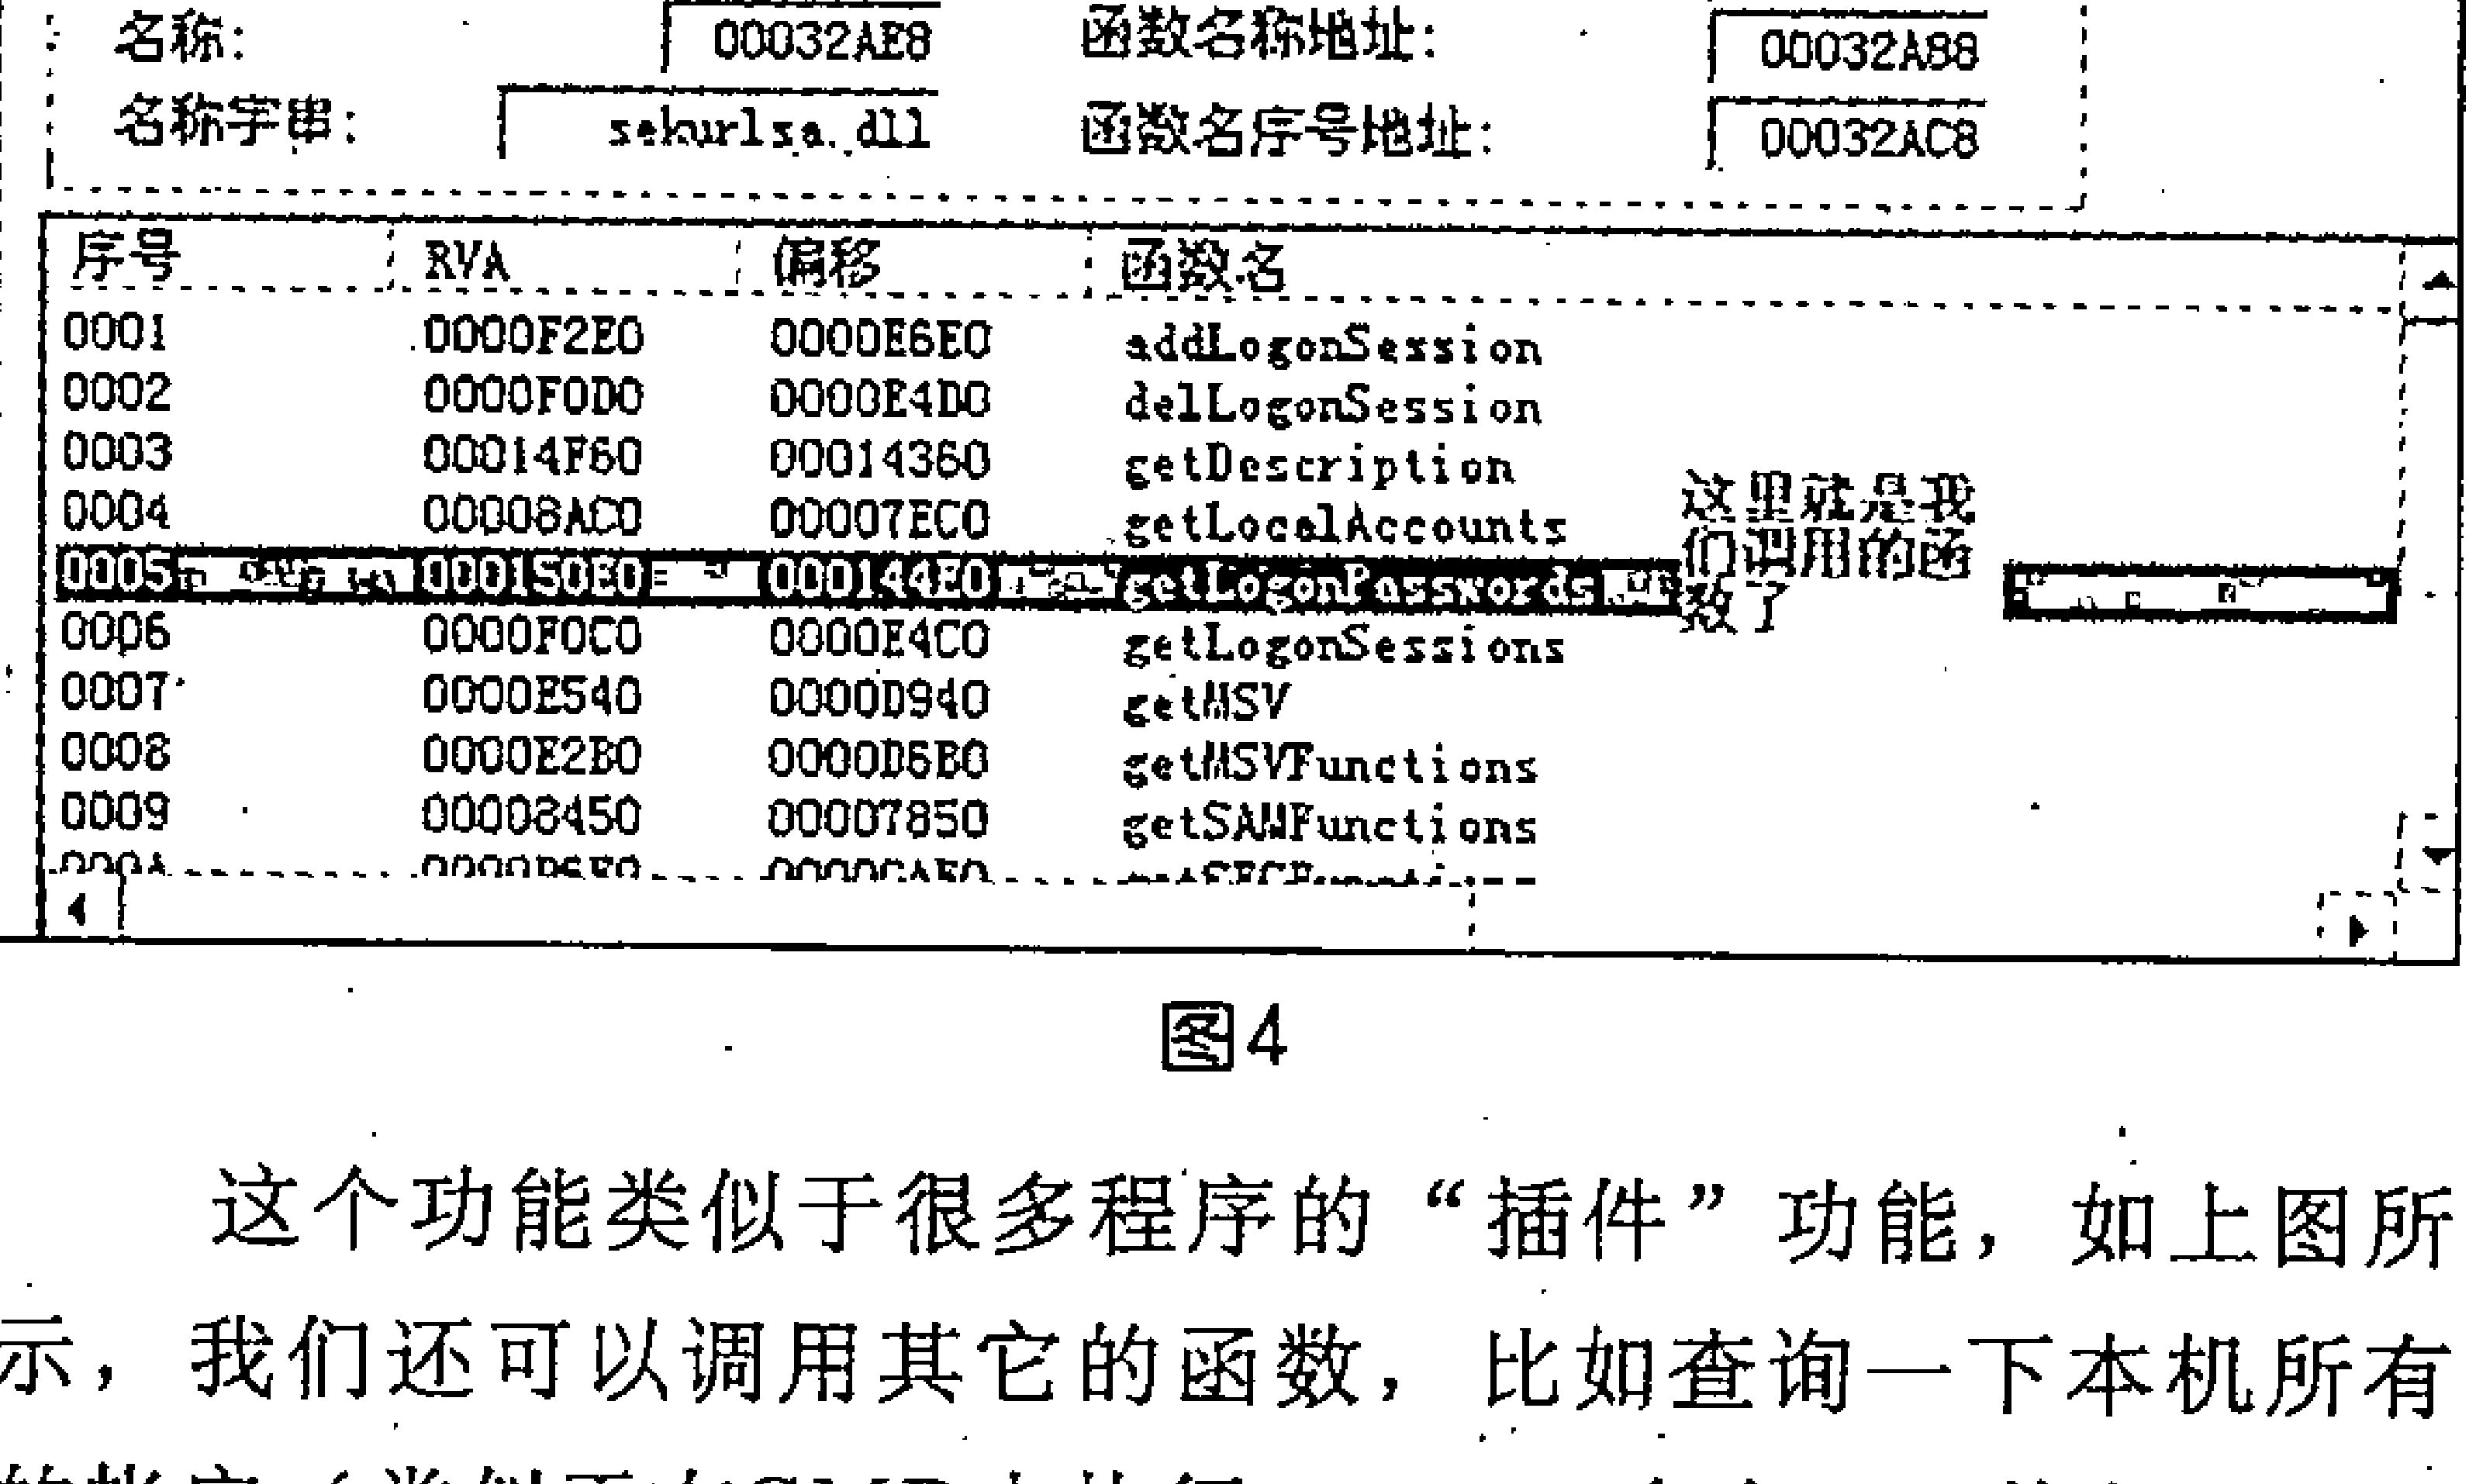 名称: 00032AE8 函数名称地址: 00032A88
名称字串: sekurlsa.dll 函数名序号地址: 00032AC8
序号 RVA 偏移 函数名
0001 0000F2E0 0000E6E0 addLogonSession
0002 0000F0D0 0000E4D0 delLogonSession
0003 00014F60 00014360 getDescription
0004 00008AC0 00007EC0 getLocalAccounts
0005 000150E0 000144E0 getLogonPasswords
这里就是我
们调用的函
数了
0006 0000F0C0 0000E4C0 getLogonSessions
0007 0000E540 0000D940 getMSV
0008 0000E2B0 0000D6B0 getMSVFunctions
0009 00008450 00007850 getSAMFunctions
000A
图4
这个功能类似于很多程序的“插件”功能，如上图所
示，我们还可以调用其它的函数，比如查询一下本机所有